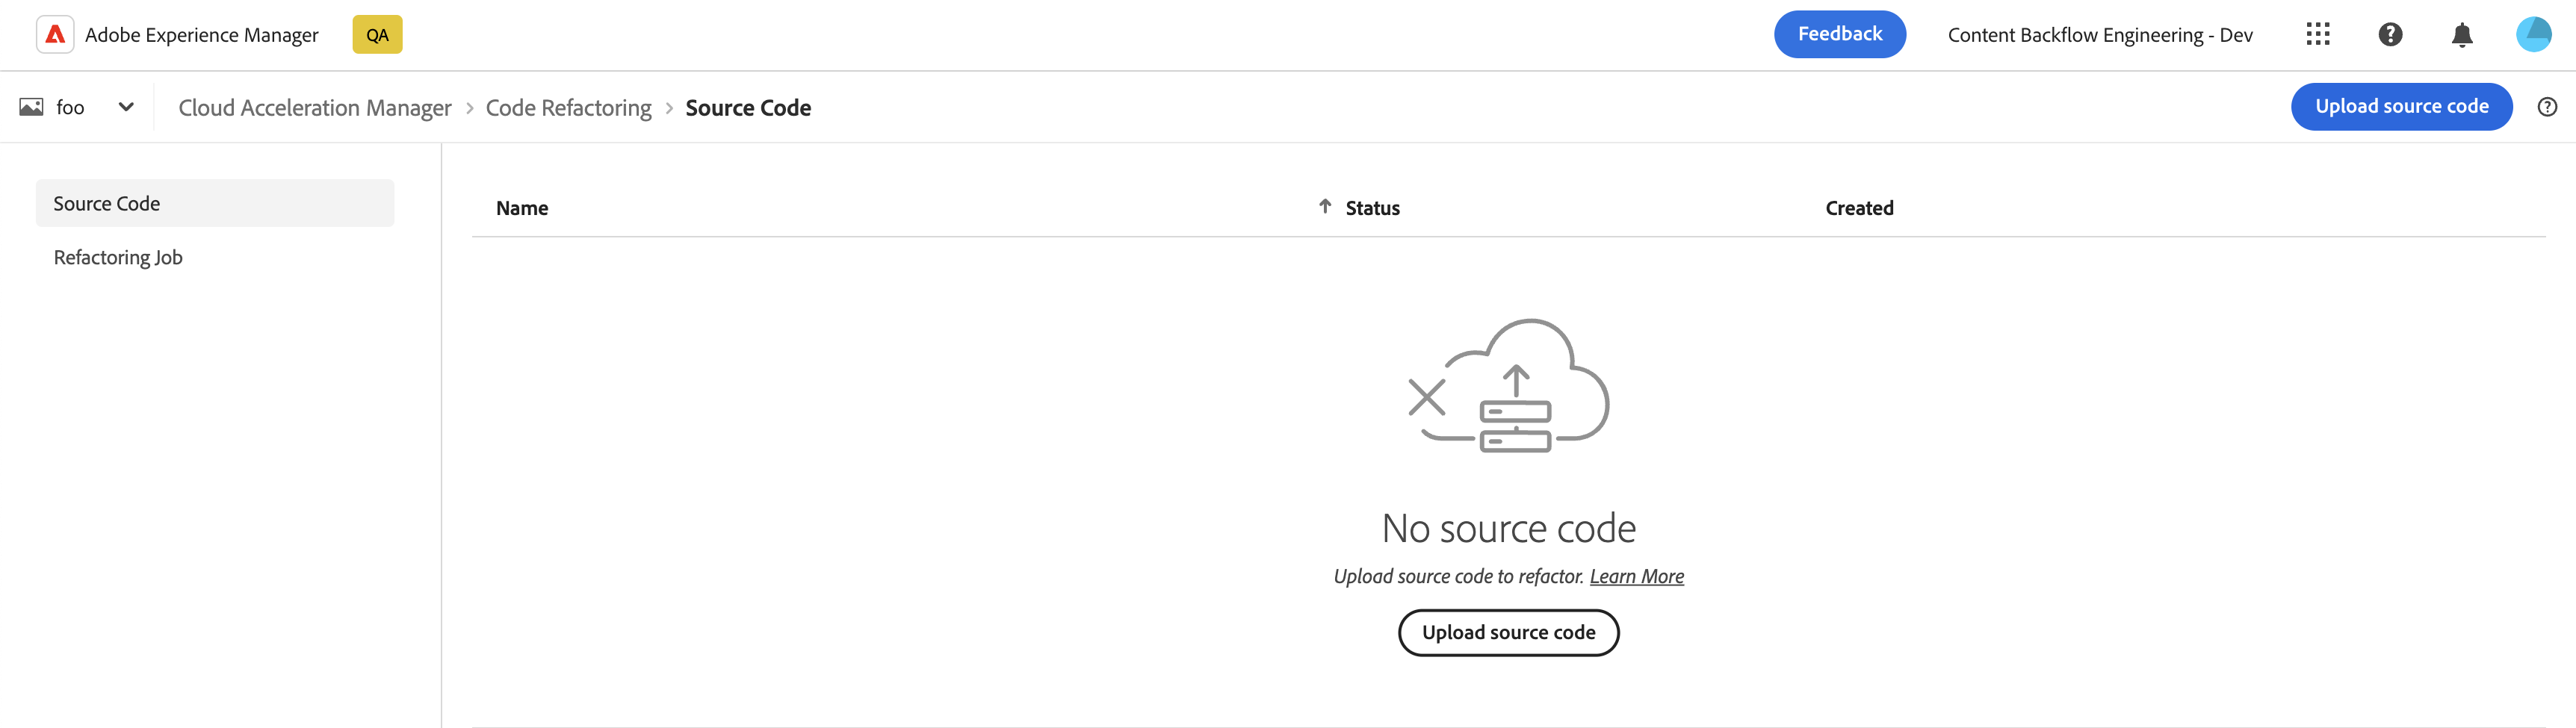 Adobe Experience Manager QA Feedback Content Backflow Engineering - Dev
foo Cloud Acceleration Manager > Code Refactoring > Source Code Upload source code
Source Code
Refactoring Job
Name Status Created
No source code
Upload source code to refactor. Learn More
Upload source code